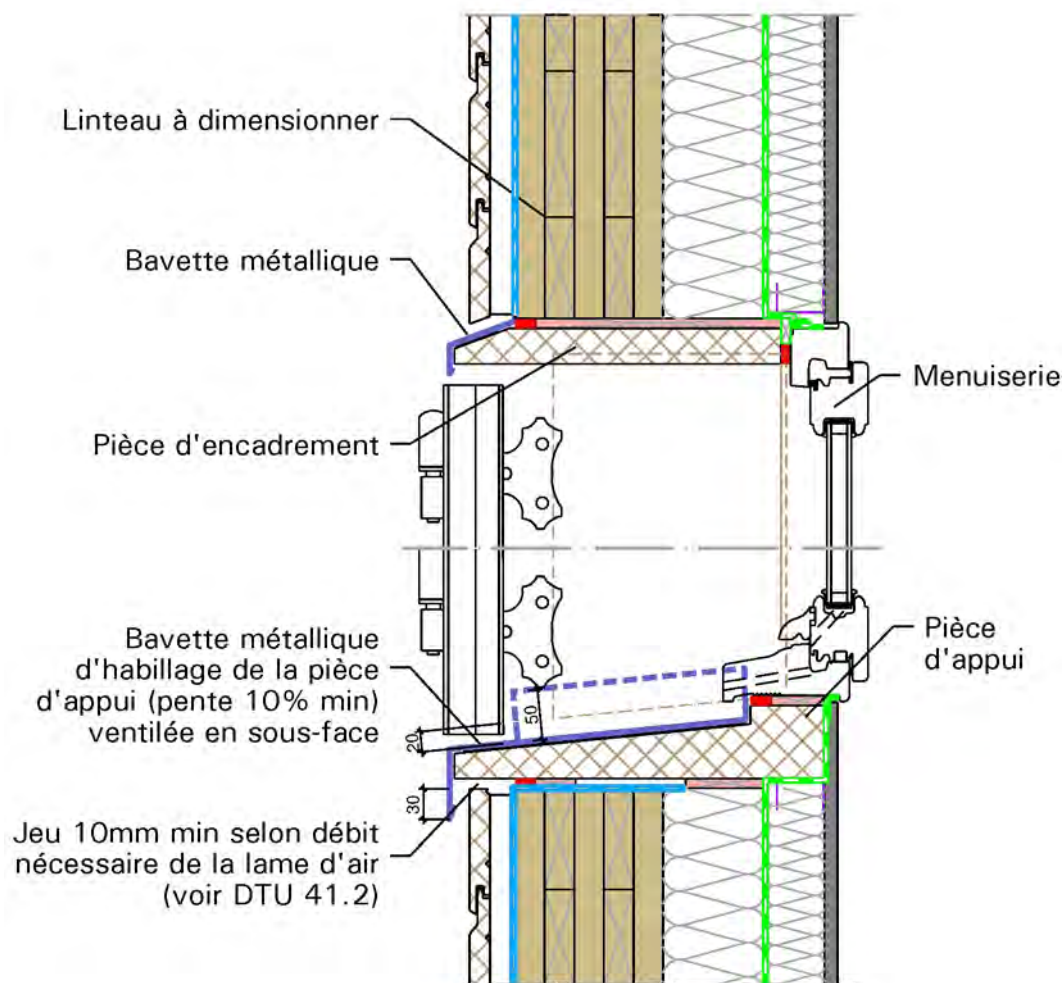 Linteau à dimensionner
Bavette métallique
Menuiserie
Pièce d'encadrement
Pièce
d'appui
Bavette métallique
d'habillage de la pièce
d'appui (pente 10% min)
ventilée en sous-face
50
20
30
Jeu 10mm min selon débit
nécessaire de la lame d'air
(voir DTU 41.2)